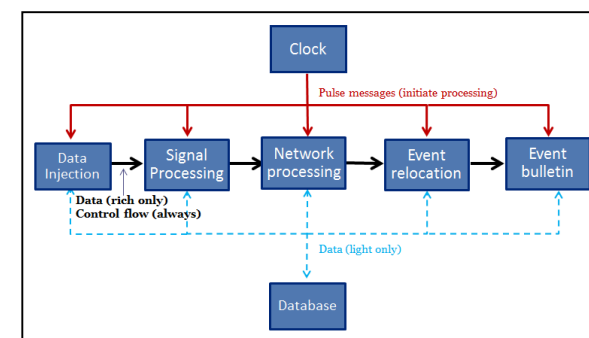 Clock
Pulse messages (initiate processing)
Data
Injection
Signal
Processing
Network
processing
Event
relocation
Event
bulletin
Data (rich only)
Control flow (always)
Data (light only)
Database